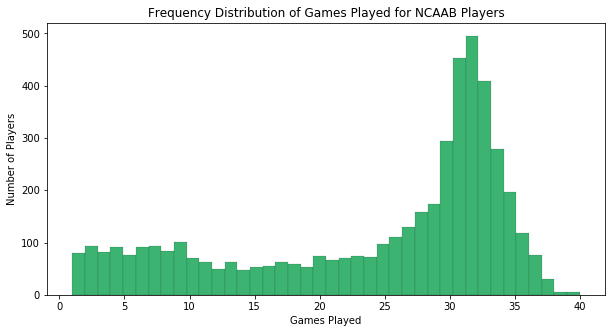 Frequency Distribution of Games Played for NCAAB Players
500
400
300
200
100
0
Number of Players
0 5 10 15 20 25 30 35 40
Games Played